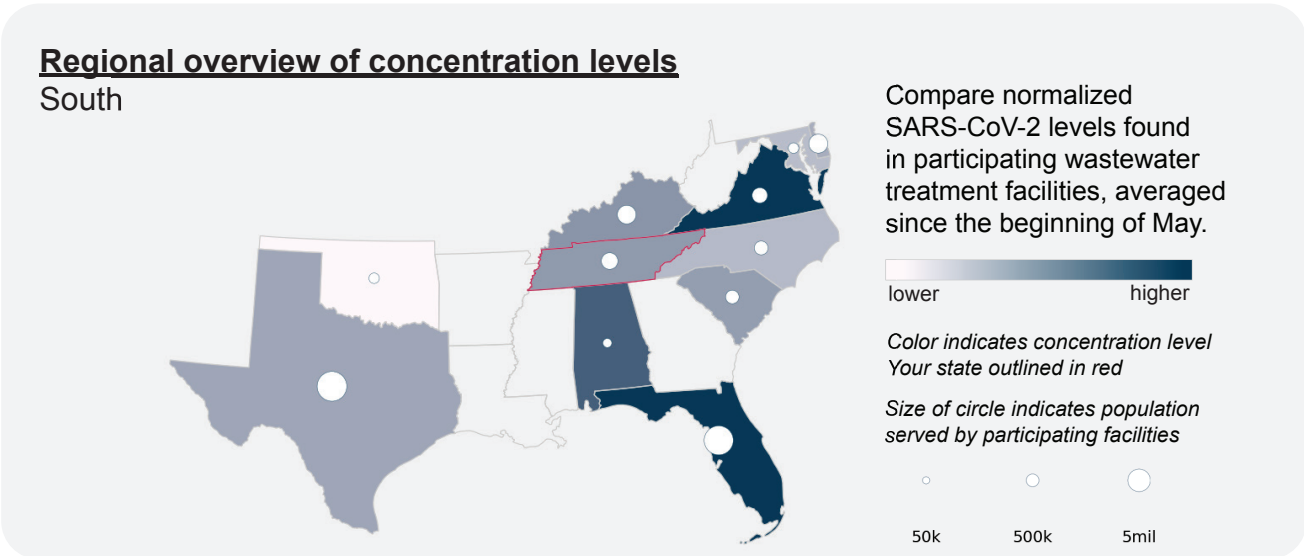 Regional overview of concentration levels
South
Compare normalized
SARS-CoV-2 levels found
in participating wastewater
treatment facilities, averaged
since the beginning of May.
lower higher
Color indicates concentration level
Your state outlined in red
Size of circle indicates population
served by participating facilities
50k 500k 5mil